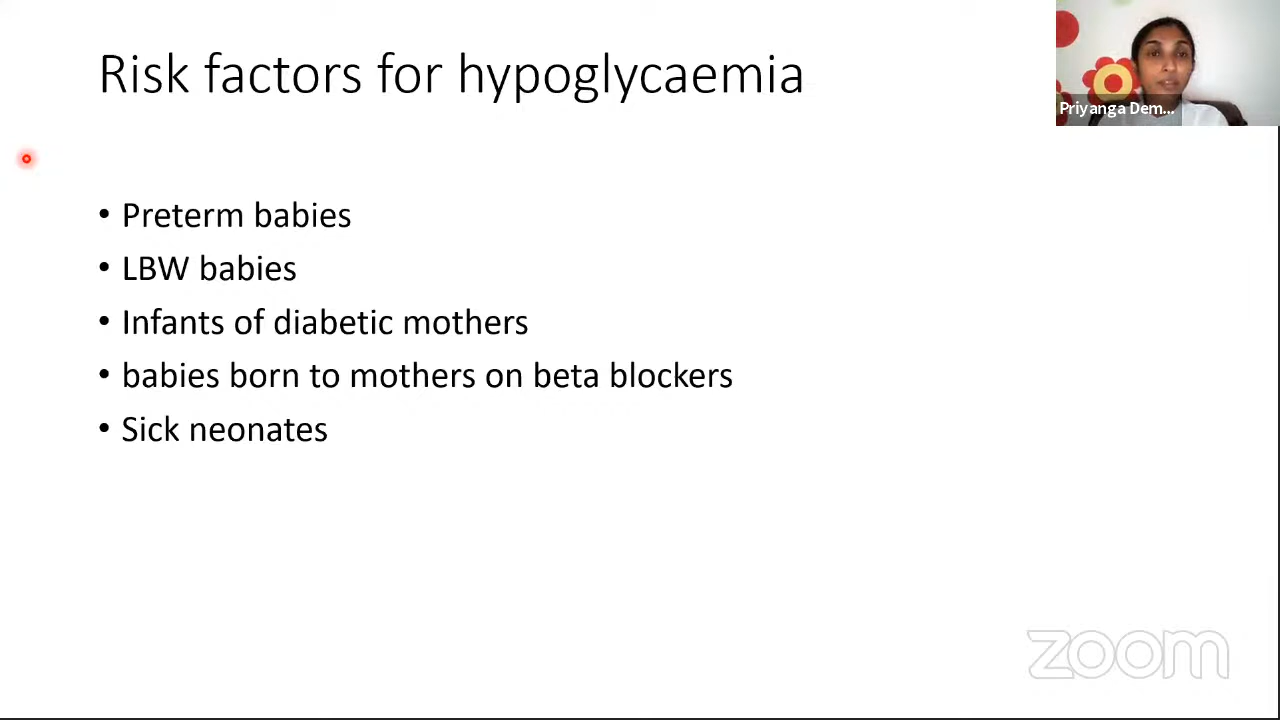 Risk factors for hypoglycaemia
Priyanga Dem...
• Preterm babies
• LBW babies
• Infants of diabetic mothers
• babies born to mothers on beta blockers
• Sick neonates
zoom